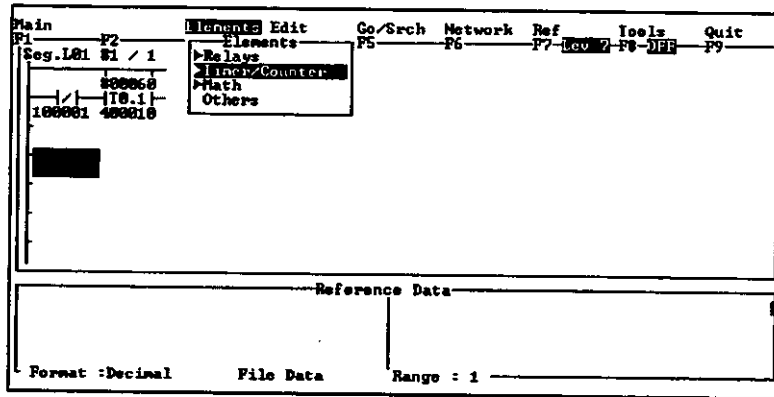 Main Elements Edit Go/Srch Network Ref Tools Quit
F1 F2 Elements F5 F6 F7 Lev ? F8 OFF F9
Seg.L01 #1 / 1 Relays
Timer/Counter
#00060 Math
T0.1 Others
100001 400010
Reference Data
Format :Decimal File Data Range : 1